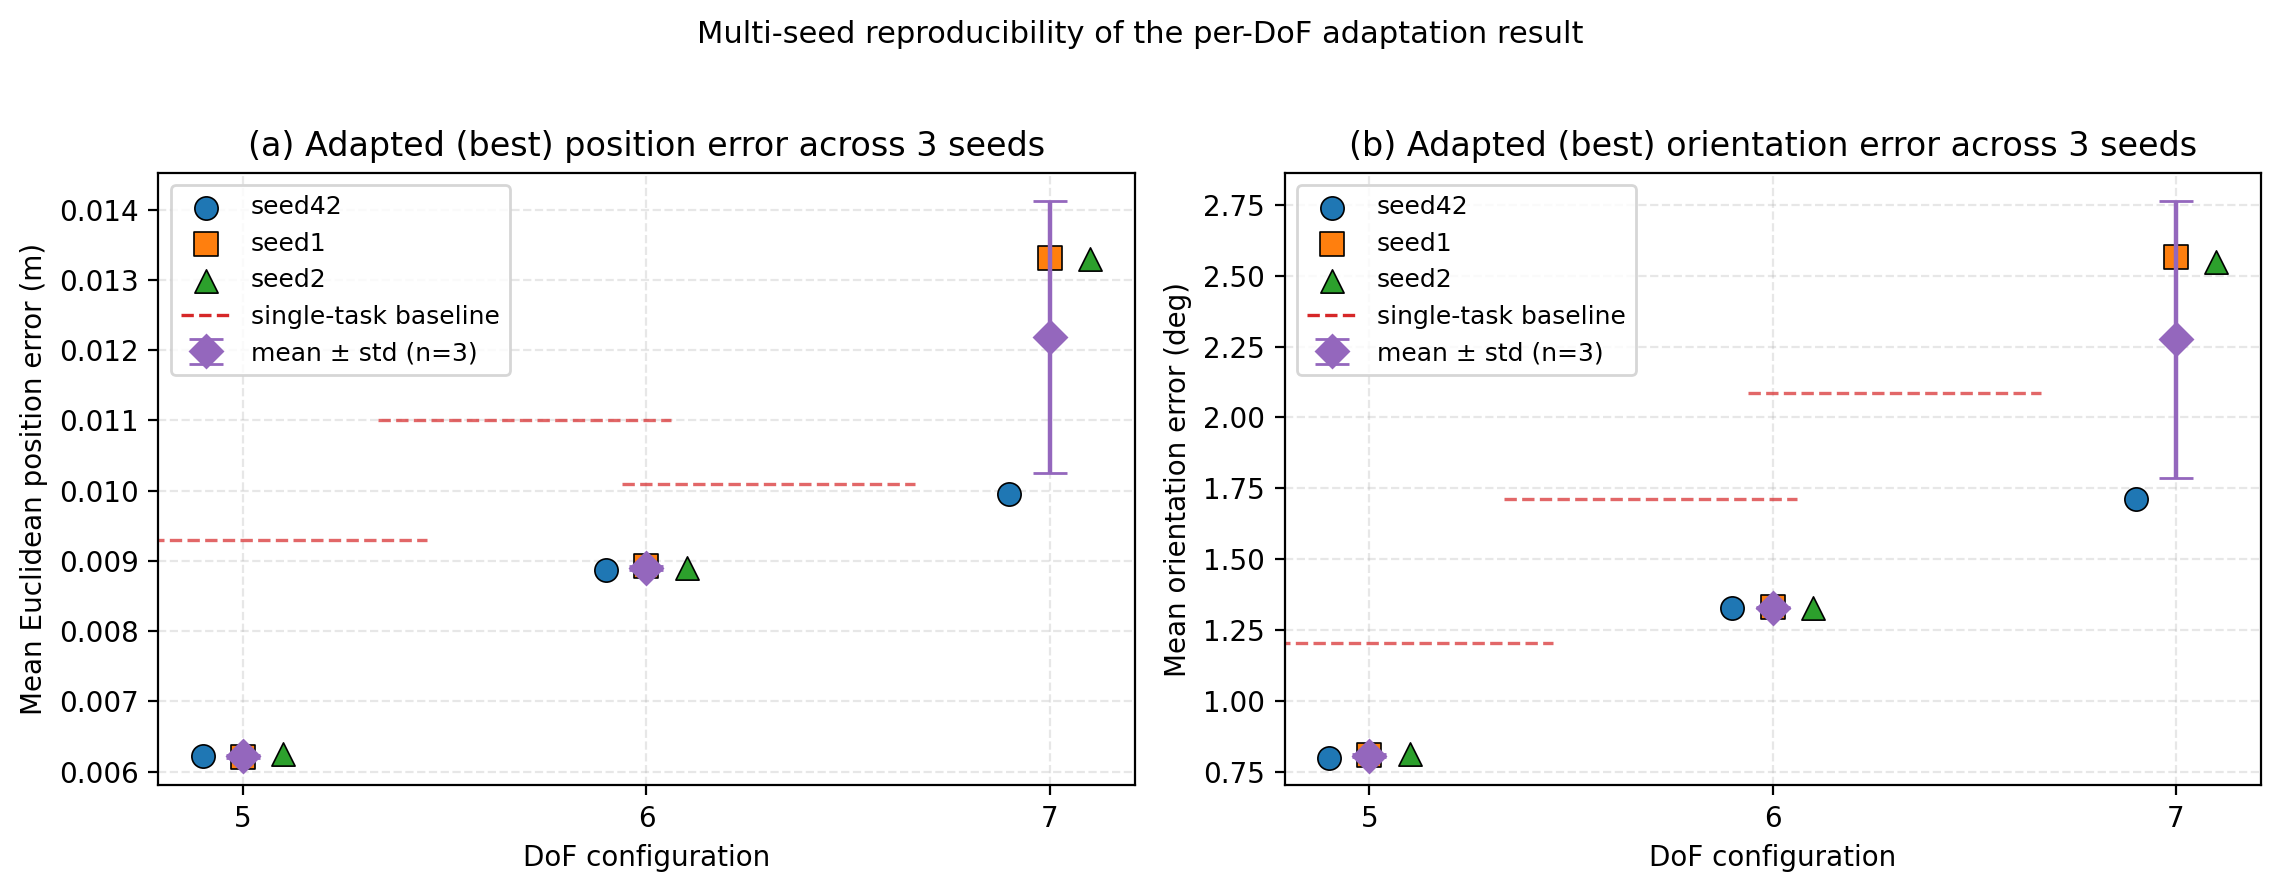 Multi-seed reproducibility of the per-DoF adaptation result
(a) Adapted (best) position error across 3 seeds
Mean Euclidean position error (m)
0.014
0.013
0.012
0.011
0.010
0.009
0.008
0.007
0.006
seed42
seed1
seed2
single-task baseline
mean ± std (n=3)
5
6
7
DoF configuration
(b) Adapted (best) orientation error across 3 seeds
Mean orientation error (deg)
2.75
2.50
2.25
2.00
1.75
1.50
1.25
1.00
0.75
seed42
seed1
seed2
single-task baseline
mean ± std (n=3)
5
6
7
DoF configuration